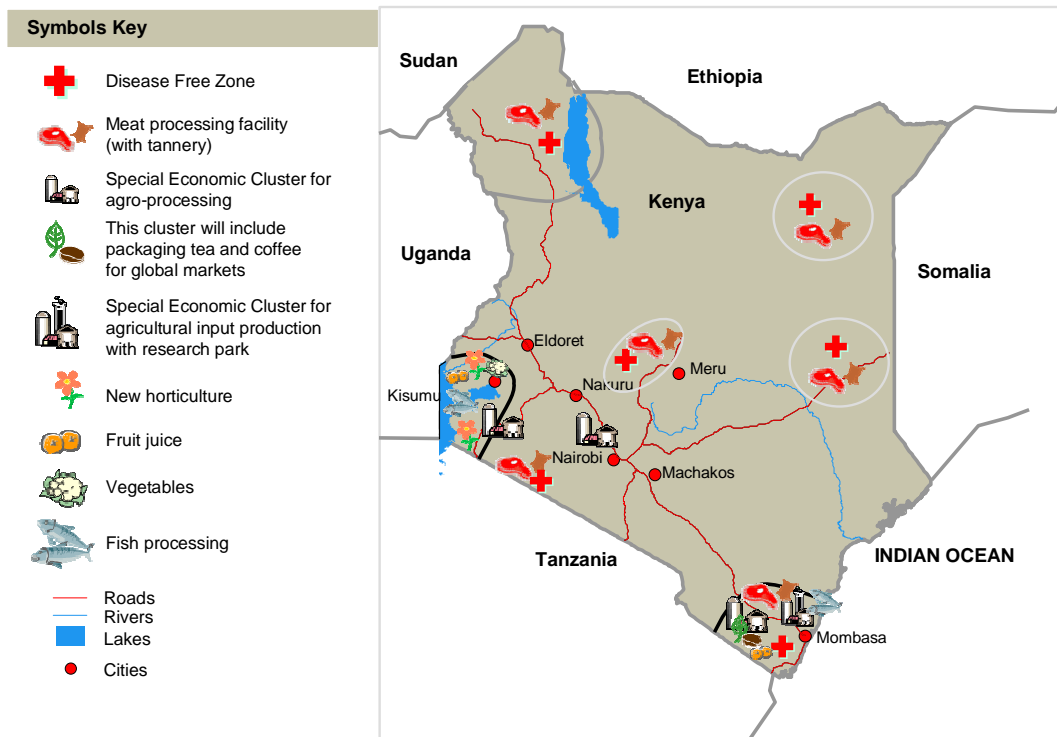 Symbols Key
Disease Free Zone
Meat processing facility
(with tannery)
Special Economic Cluster for
agro-processing
This cluster will include
packaging tea and coffee
for global markets
Special Economic Cluster for
agricultural input production
with research park
New horticulture
Fruit juice
Vegetables
Fish processing
Roads
Rivers
Lakes
Cities
Sudan
Ethiopia
Kenya
Uganda
Somalia
Eldoret
Meru
Kisumu
Nakuru
Nairobi
Machakos
Tanzania
INDIAN OCEAN
Mombasa